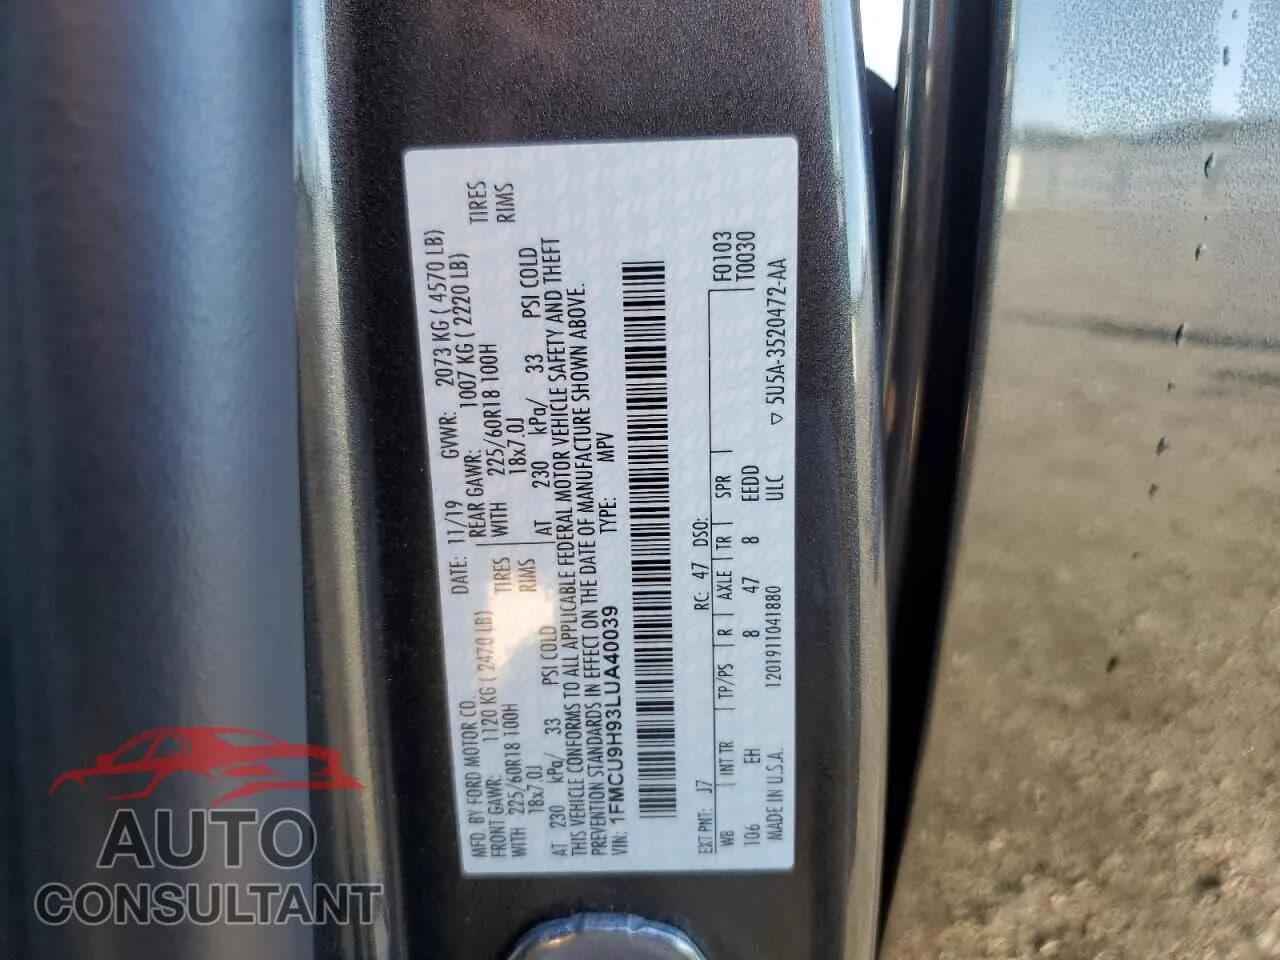 MFD. BY FORD MOTOR CO. DATE: 11/19 GVWR: 2073 KG ( 4570 LB)
FRONT GAWR: 1120 KG ( 2470 LB) REAR GAWR: 1007 KG ( 2220 LB)
WITH 225/60R18 100H TIRES WITH 225/60R18 100H TIRES
18x7.0J RIMS 18x7.0J RIMS
AT 230 kPa/ 33 PSI COLD AT 230 kPa/ 33 PSI COLD
THIS VEHICLE CONFORMS TO ALL APPLICABLE FEDERAL MOTOR VEHICLE SAFETY AND THEFT
PREVENTION STANDARDS IN EFFECT ON THE DATE OF MANUFACTURE SHOWN ABOVE.
VIN: 1FMCU9H93LUA40039 TYPE: MPV
EXT PNT: J7 RC: 47 DSO: F0103
WB INT TR TP/PS R AXLE TR SPR T0030
106 EH 8 47 8 EEDD
MADE IN U.S.A. 1201911041880 ULC ▽ 5U5A-3520472-AA
AUTO
CONSULTANT